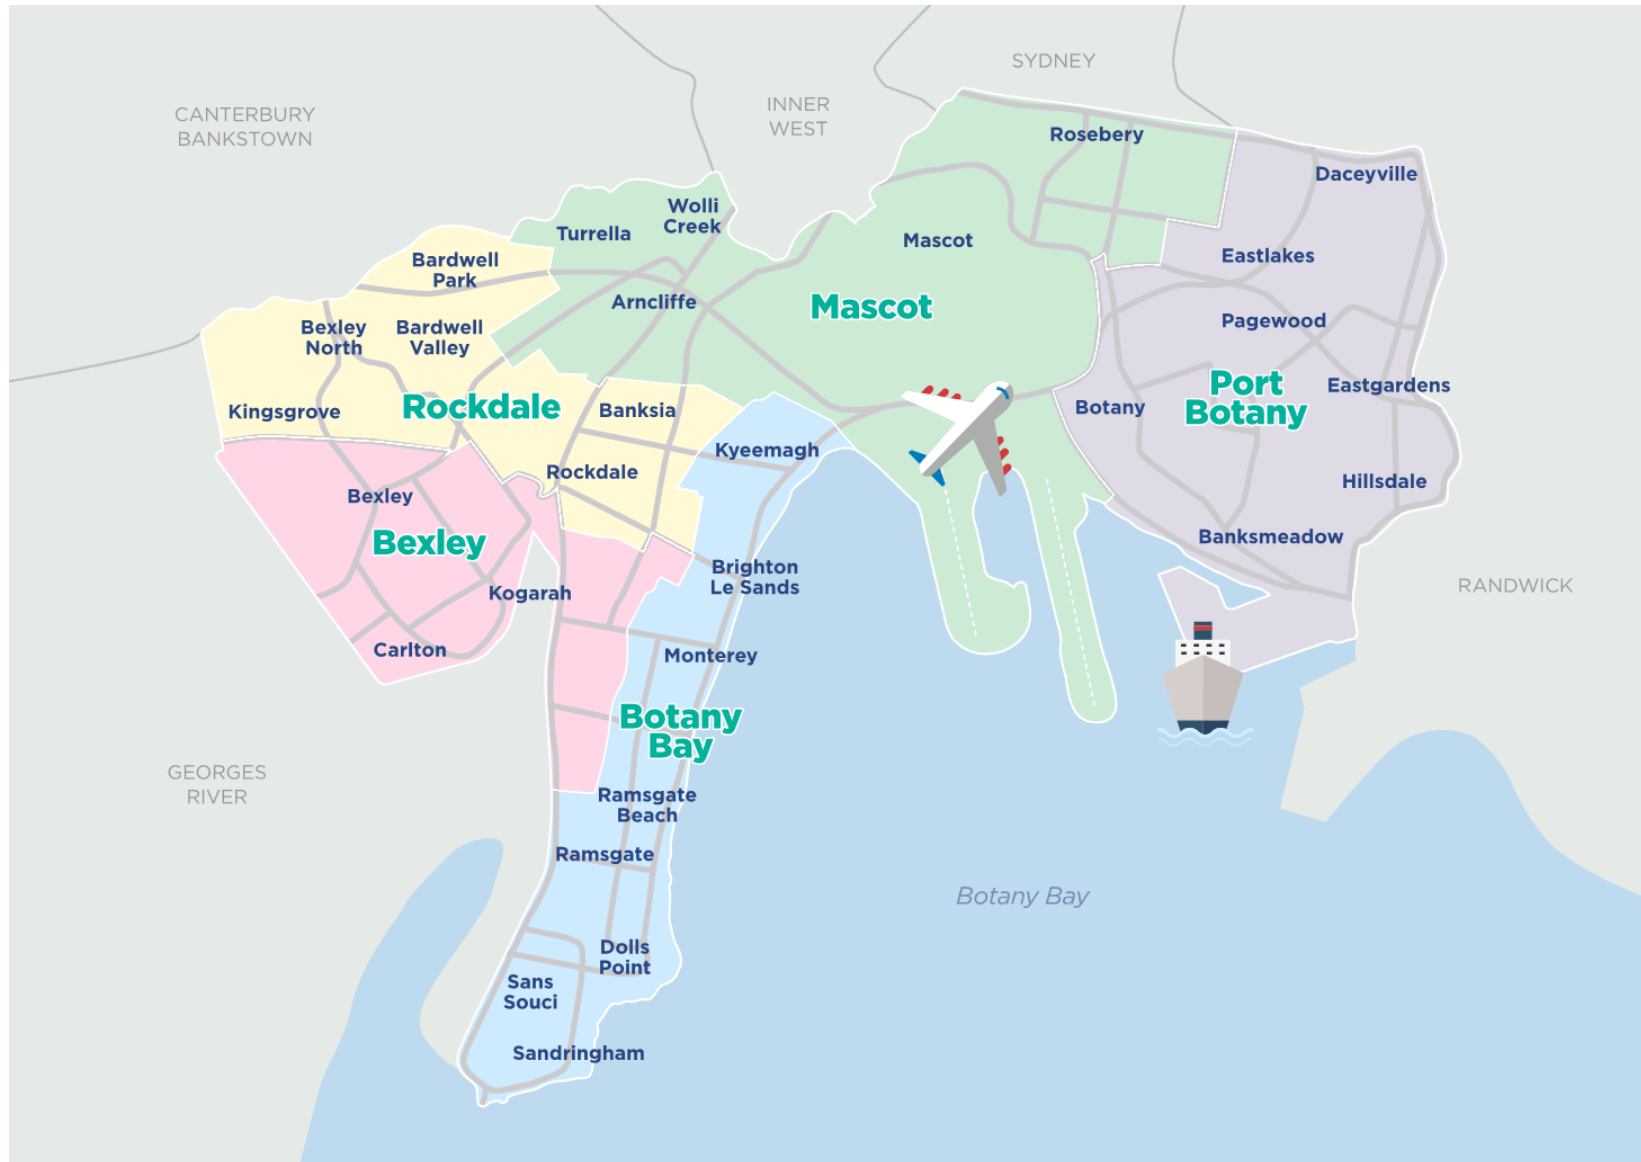 SYDNEY
CANTERBURY
BANKSTOWN
INNER
WEST
Rosebery
Daceyville
Wolli
Creek
Turrella
Mascot
Eastlakes
Bardwell
Park
Arncliffe
Mascot
Pagewood
Bexley
North
Bardwell
Valley
Port
Botany
Eastgardens
Kingsgrove
Rockdale
Banksia
Botany
Kyeemagh
Rockdale
Hillsdale
Bexley
Bexley
Banksmeadow
Brighton
Le Sands
RANDWICK
Kogarah
Carlton
Monterey
Botany
Bay
GEORGES
RIVER
Ramsgate
Beach
Ramsgate
Botany Bay
Dolls
Point
Sans
Souci
Sandringham